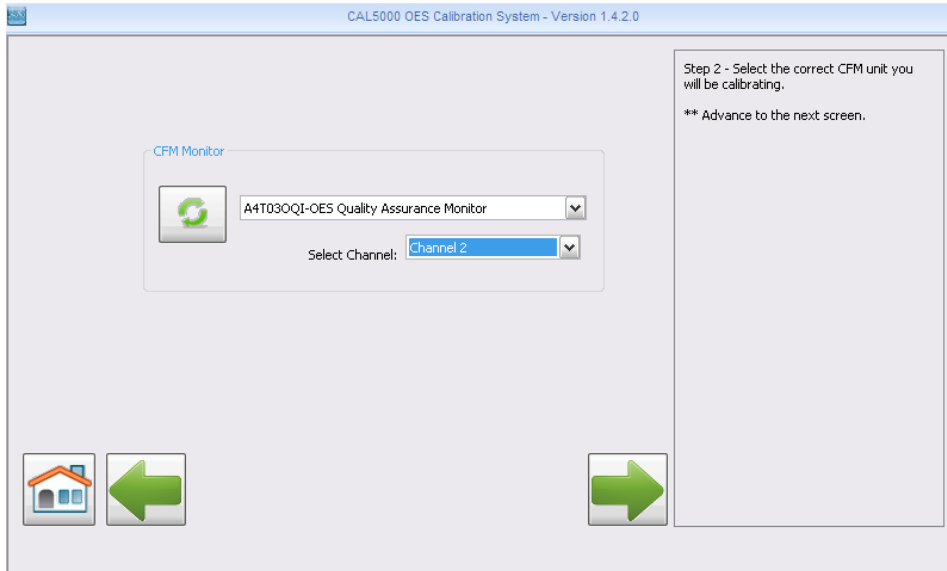 CAL5000 OES Calibration System - Version 1.4.2.0
Step 2 - Select the correct CFM unit you
will be calibrating.
** Advance to the next screen.
CFM Monitor
A4T03OQI-OES Quality Assurance Monitor
Select Channel: Channel 2